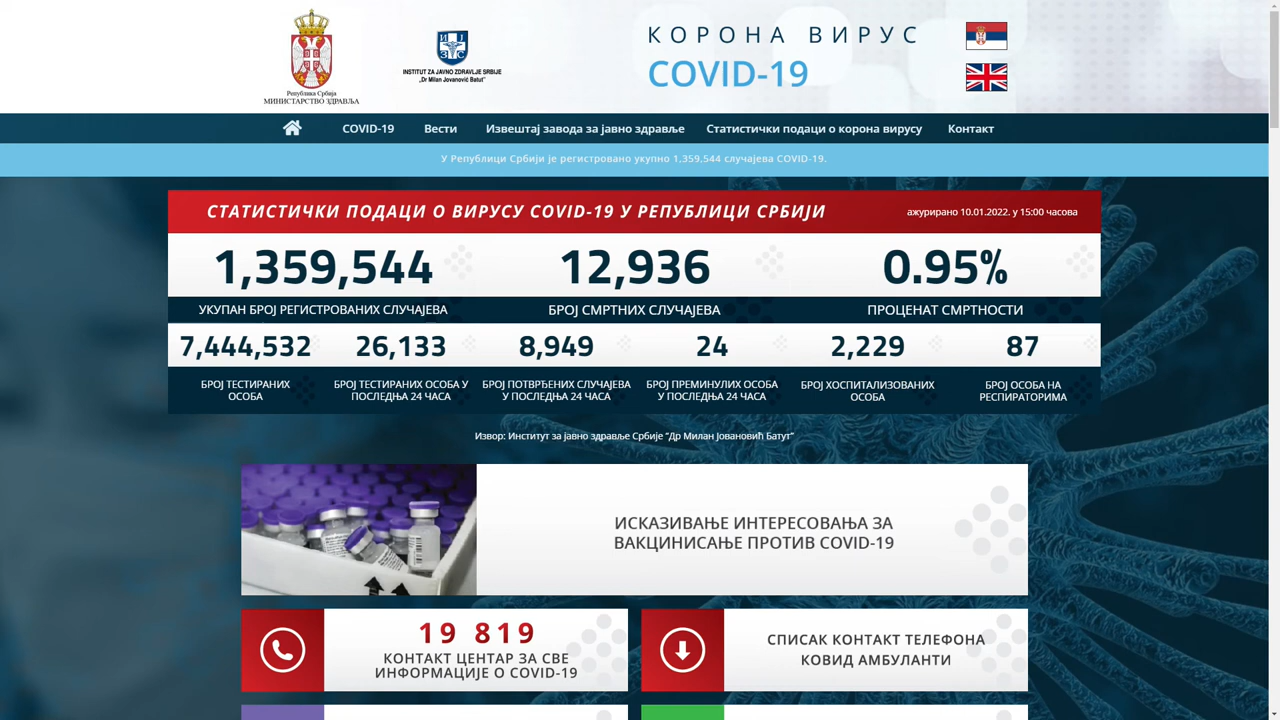 Република Србија
МИНИСТАРСТВО ЗДРАВЉА
ИЈЗС
INSTITUT ZA JAVNO ZDRAVLJE SRBIJE
„Dr Milan Jovanović Batut“
КОРОНА ВИРУС
COVID-19
COVID-19 Вести Извештај завода за јавно здравље Статистички подаци о корона вирусу Контакт
У Републици Србији је регистровано укупно 1,359,544 случајева COVID-19.
СТАТИСТИЧКИ ПОДАЦИ О ВИРУСУ COVID-19 У РЕПУБЛИЦИ СРБИЈИ
ажурирано 10.01.2022. у 15:00 часова
1,359,544 12,936 0.95%
УКУПАН БРОЈ РЕГИСТРОВАНИХ СЛУЧАЈЕВА БРОЈ СМРТНИХ СЛУЧАЈЕВА ПРОЦЕНАТ СМРТНОСТИ
7,444,532 26,133 8,949 24 2,229 87
БРОЈ ТЕСТИРАНИХ
ОСОБА
БРОЈ ТЕСТИРАНИХ ОСОБА У
ПОСЛЕДЊА 24 ЧАСА
БРОЈ ПОТВРЂЕНИХ СЛУЧАЈЕВА
У ПОСЛЕДЊА 24 ЧАСА
БРОЈ ПРЕМИНУЛИХ ОСОБА
У ПОСЛЕДЊА 24 ЧАСА
БРОЈ ХОСПИТАЛИЗОВАНИХ
ОСОБА
БРОЈ ОСОБА НА
РЕСПИРАТОРИМА
Извор: Институт за јавно здравље Србије "Др Милан Јовановић Батут"
ИСКАЗИВАЊЕ ИНТЕРЕСОВАЊА ЗА
ВАКЦИНИСАЊЕ ПРОТИВ COVID-19
19 819
КОНТАКТ ЦЕНТАР ЗА СВЕ
ИНФОРМАЦИЈЕ О COVID-19
СПИСАК КОНТАКТ ТЕЛЕФОНА
КОВИД АМБУЛАНТИ